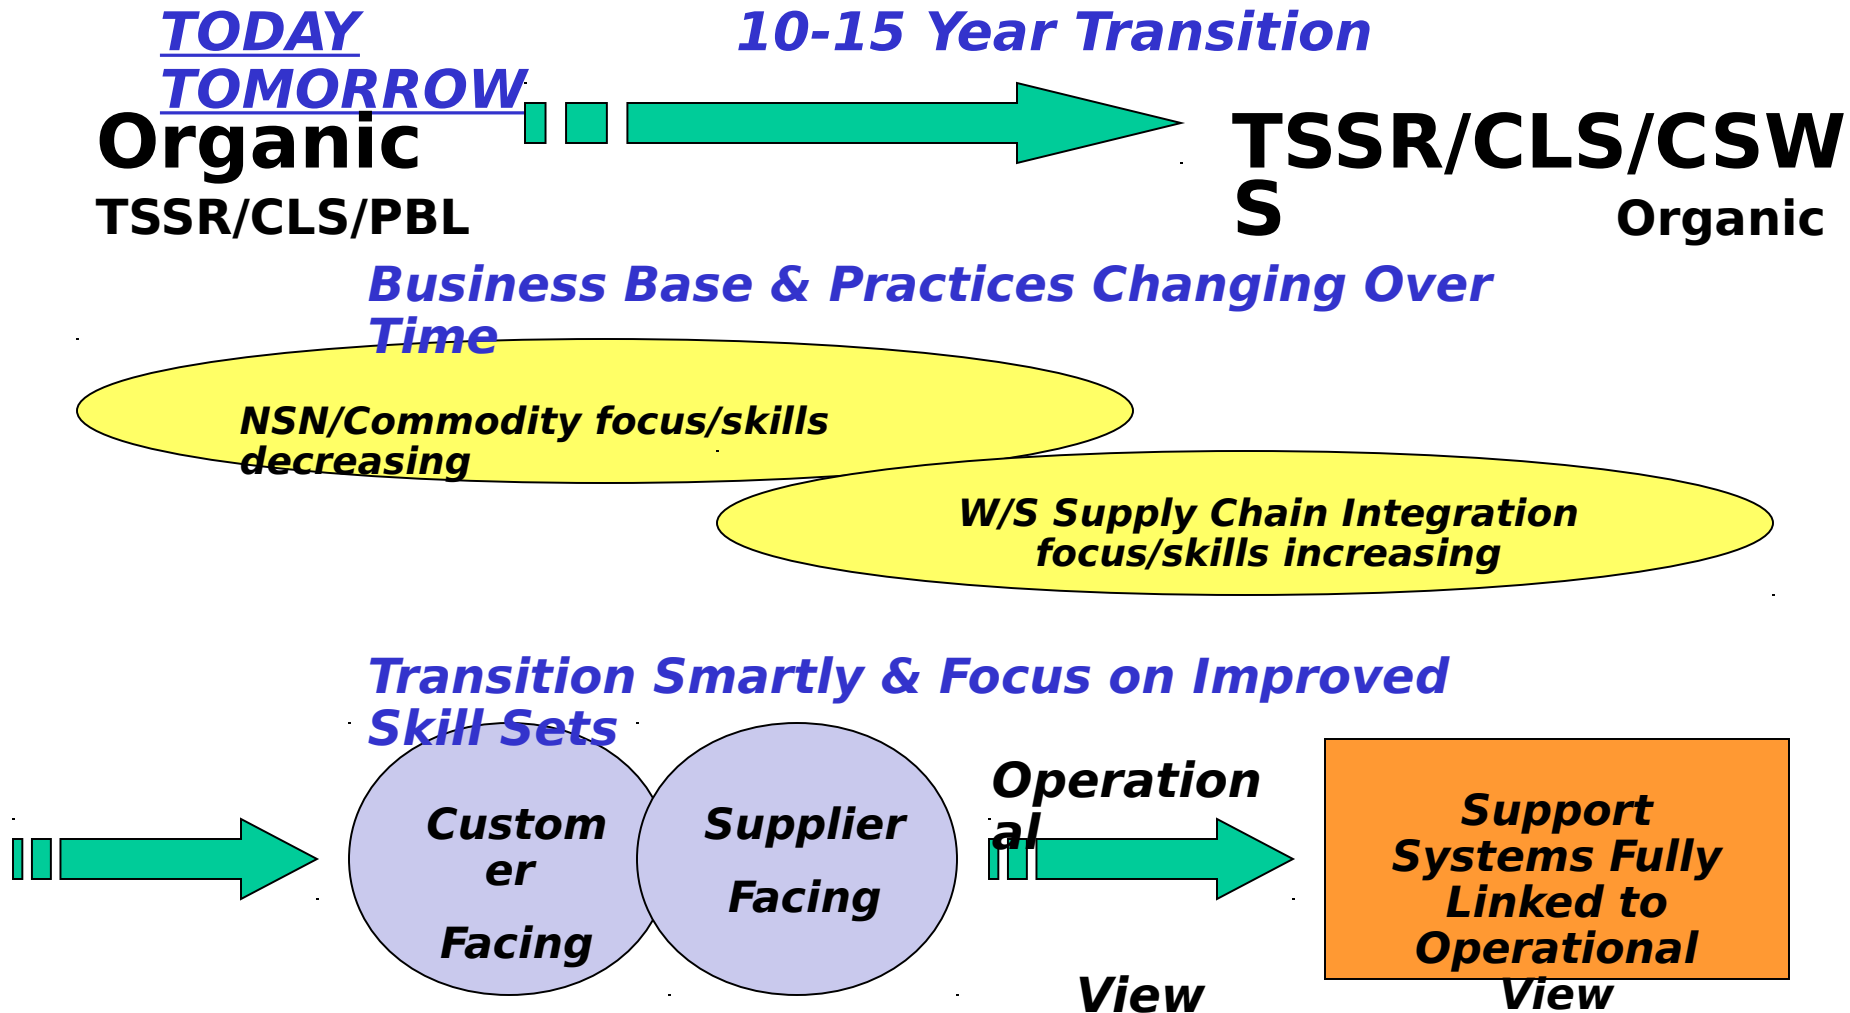 TODAY
TOMORROW
10-15 Year Transition
Organic
TSSR/CLS/PBL
TSSR/CLS/CSW
S
Organic
Business Base & Practices Changing Over
Time
NSN/Commodity focus/skills
decreasing
W/S Supply Chain Integration
focus/skills increasing
Transition Smartly & Focus on Improved
Skill Sets
Custom
er
Facing
Supplier
Facing
Operation
al
View
Support
Systems Fully
Linked to
Operational
View